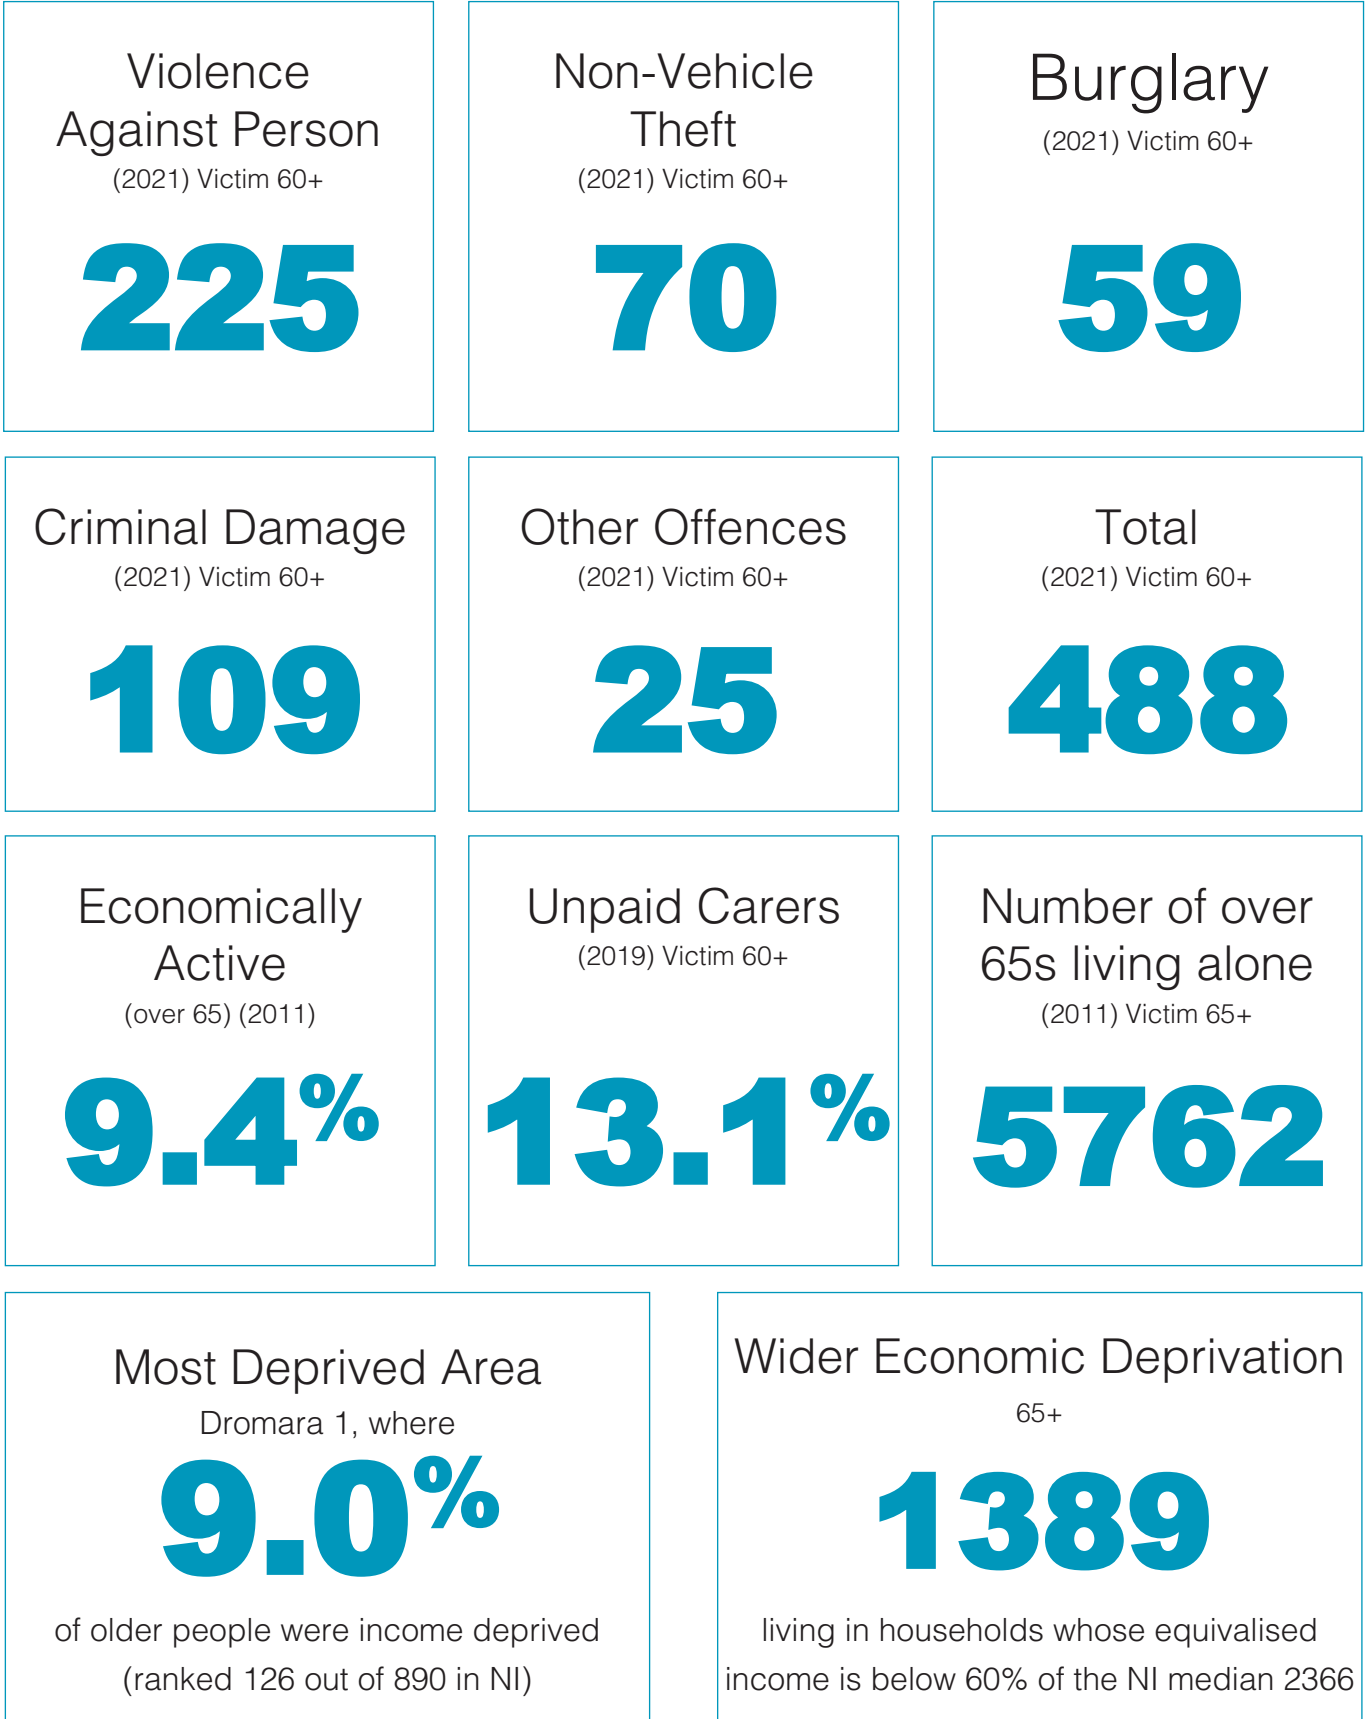 Violence
Against Person
(2021) Victim 60+
225
Non-Vehicle
Theft
(2021) Victim 60+
70
Burglary
(2021) Victim 60+
59
Criminal Damage
(2021) Victim 60+
109
Other Offences
(2021) Victim 60+
25
Total
(2021) Victim 60+
488
Economically
Active
(over 65) (2011)
9.4%
Unpaid Carers
(2019) Victim 60+
13.1%
Number of over
65s living alone
(2011) Victim 65+
5762
Most Deprived Area
Dromara 1, where
9.0%
of older people were income deprived
(ranked 126 out of 890 in NI)
Wider Economic Deprivation
65+
1389
living in households whose equivalised
income is below 60% of the NI median 2366